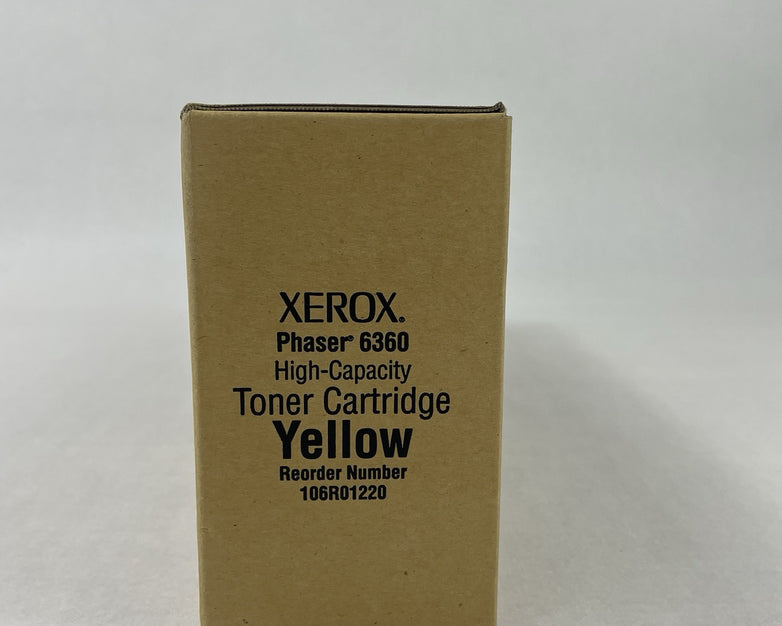 XEROX®
Phaser® 6360
High-Capacity
Toner Cartridge
Yellow
Reorder Number
106R01220